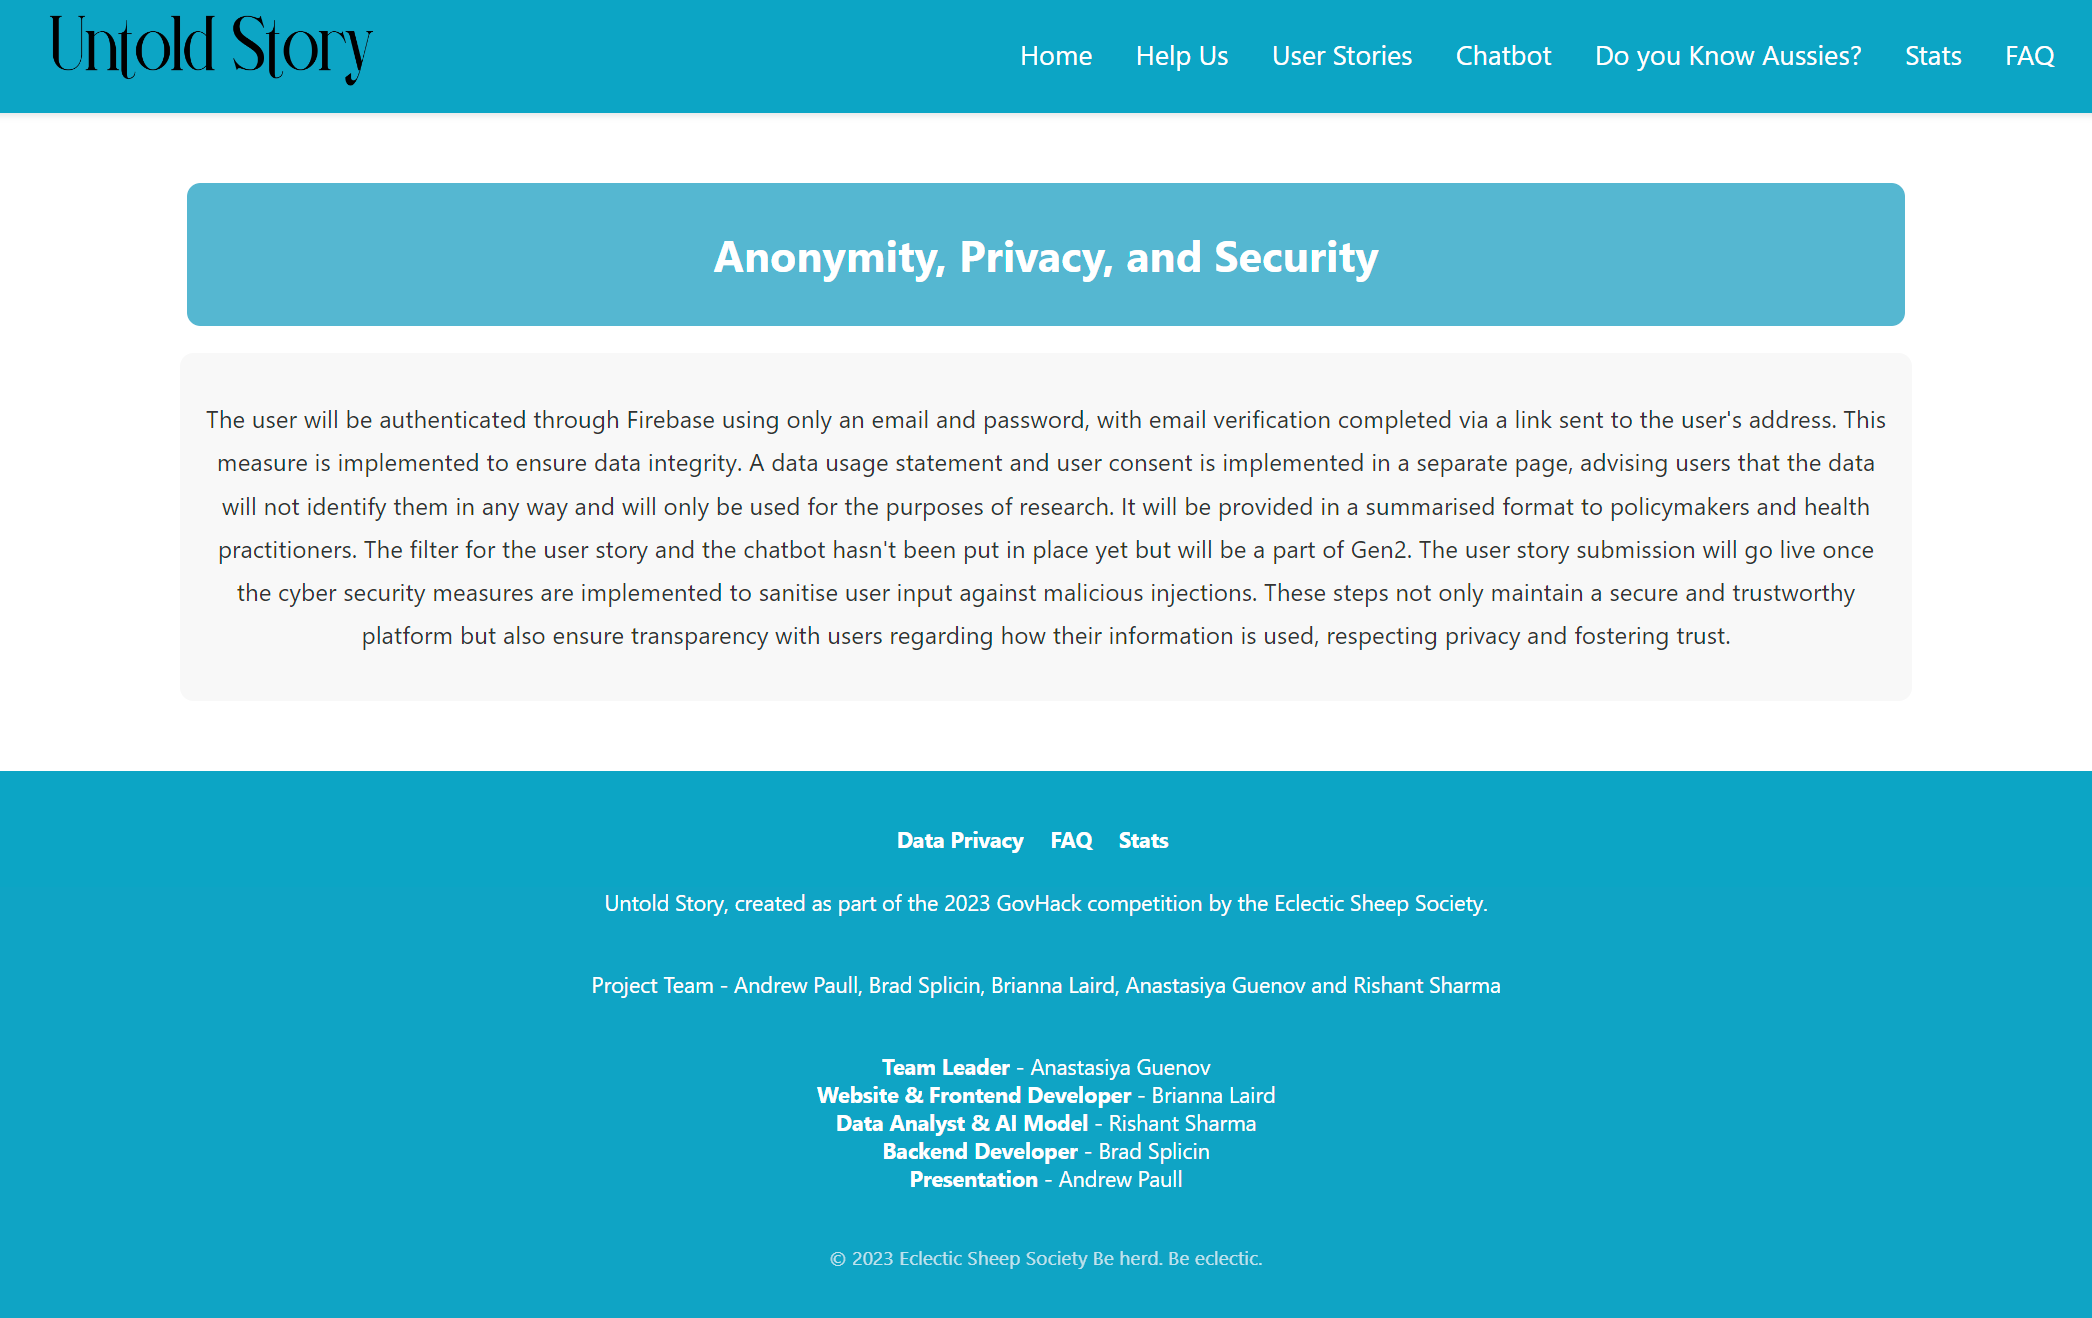 Untold Story
Home Help Us User Stories Chatbot Do you Know Aussies? Stats FAQ
Anonymity, Privacy, and Security
The user will be authenticated through Firebase using only an email and password, with email verification completed via a link sent to the user's address. This
measure is implemented to ensure data integrity. A data usage statement and user consent is implemented in a separate page, advising users that the data
will not identify them in any way and will only be used for the purposes of research. It will be provided in a summarised format to policymakers and health
practitioners. The filter for the user story and the chatbot hasn't been put in place yet but will be a part of Gen2. The user story submission will go live once
the cyber security measures are implemented to sanitise user input against malicious injections. These steps not only maintain a secure and trustworthy
platform but also ensure transparency with users regarding how their information is used, respecting privacy and fostering trust.
Data Privacy FAQ Stats
Untold Story, created as part of the 2023 GovHack competition by the Eclectic Sheep Society.
Project Team - Andrew Paull, Brad Splicin, Brianna Laird, Anastasiya Guenov and Rishant Sharma
Team Leader - Anastasiya Guenov
Website & Frontend Developer - Brianna Laird
Data Analyst & AI Model - Rishant Sharma
Backend Developer - Brad Splicin
Presentation - Andrew Paull
© 2023 Eclectic Sheep Society Be herd. Be eclectic.